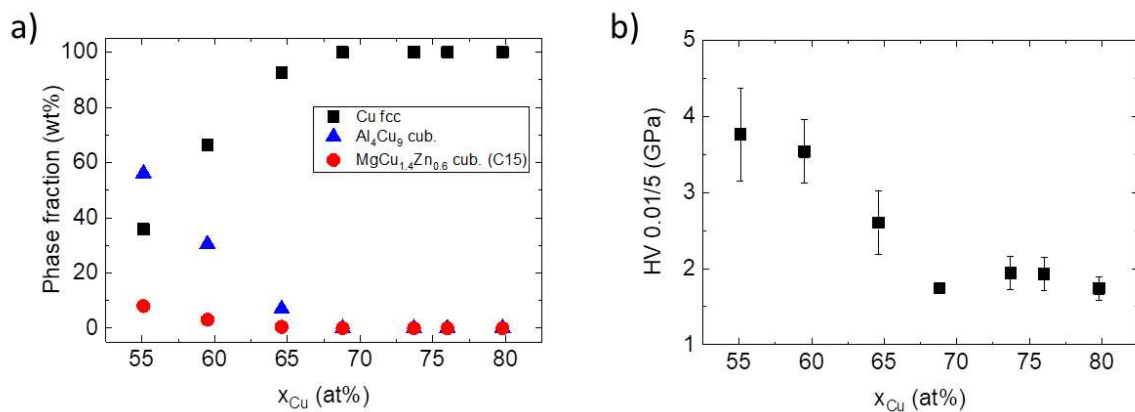 a)
100
80
60
40
20
0
Phase fraction (wt%)
Cu fcc
Al₄Cu₉ cub.
MgCu₁.₄Zn₀.₆ cub. (C15)
55 60 65 70 75 80
x_Cu (at%)
b)
5
4
3
2
1
HV 0.01/5 (GPa)
55 60 65 70 75 80
x_Cu (at%)